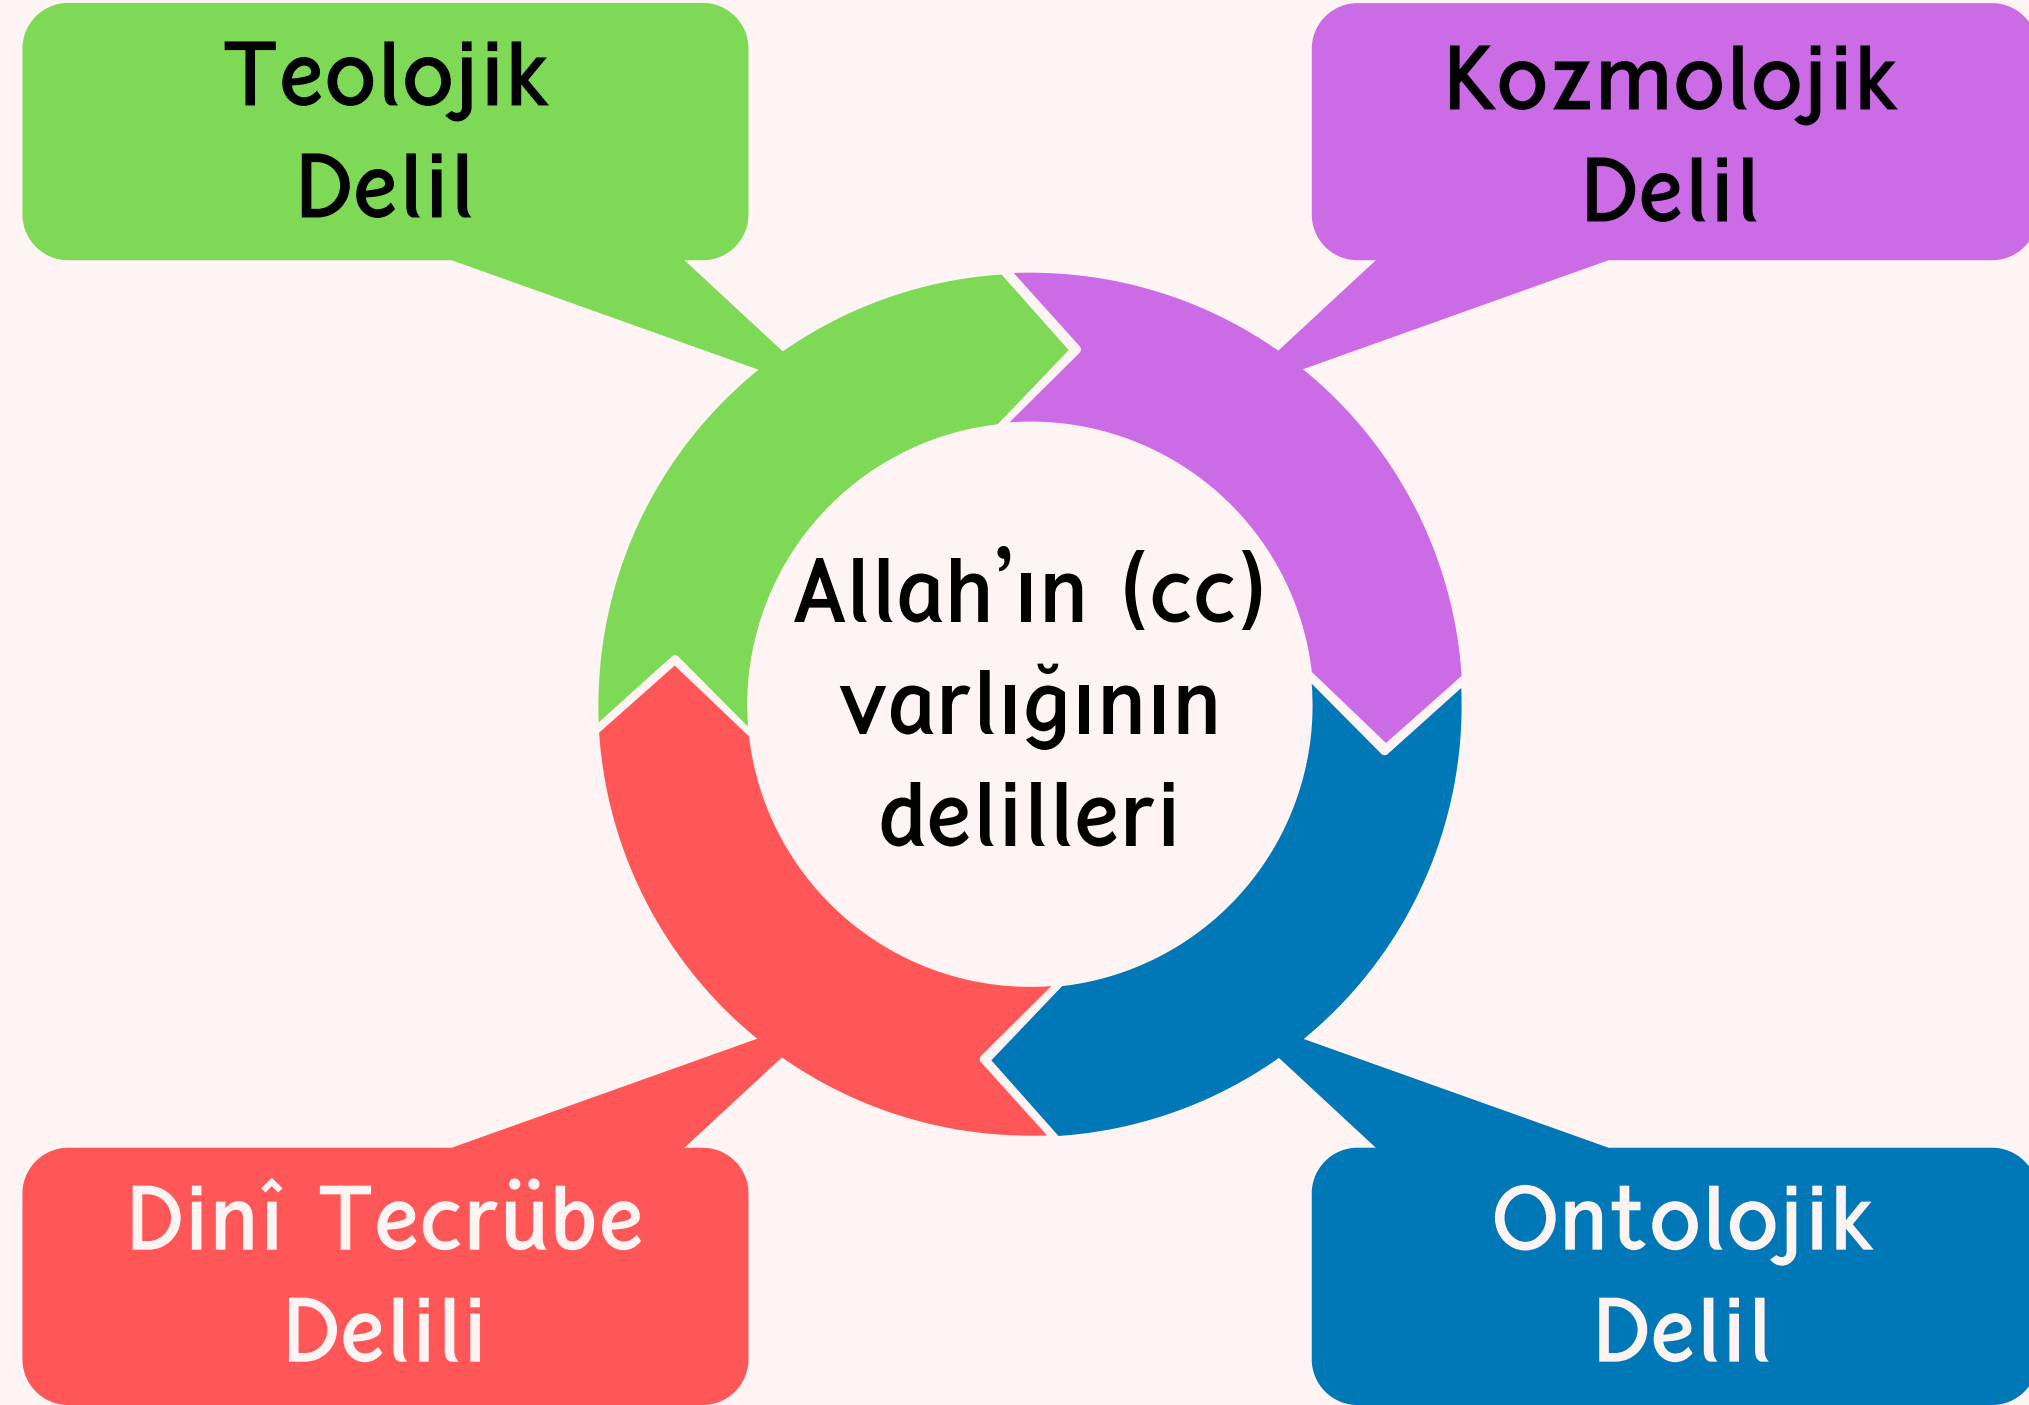 Teolojik
Delil
Kozmolojik
Delil
Allah’ın (cc)
varlığının
delilleri
Dinî Tecrübe
Delili
Ontolojik
Delil